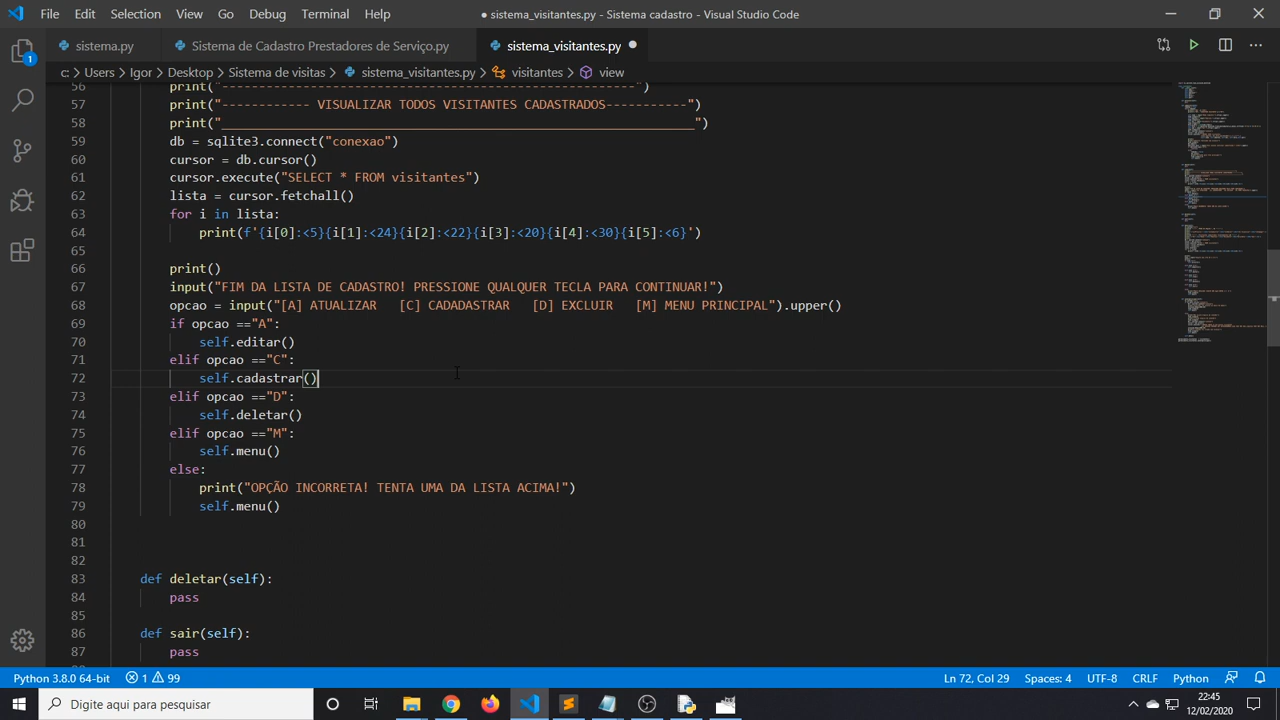 File Edit Selection View Go Debug Terminal Help
● sistema_visitantes.py - Sistema cadastro - Visual Studio Code
sistema.py
Sistema de Cadastro Prestadores de Serviço.py
sistema_visitantes.py ●
c: > Users > Igor > Desktop > Sistema de visitas > sistema_visitantes.py > visitantes > view
57 print("------------ VISUALIZAR TODOS VISITANTES CADASTRADOS-----------")
58 print("________________________________________________________________")
59 db = sqlite3.connect("conexao")
60 cursor = db.cursor()
61 cursor.execute("SELECT * FROM visitantes")
62 lista = cursor.fetchall()
63 for i in lista:
64 print(f'{i[0]:<5}{i[1]:<24}{i[2]:<22}{i[3]:<20}{i[4]:<30}{i[5]:<6}')
65
66 print()
67 input("FIM DA LISTA DE CADASTRO! PRESSIONE QUALQUER TECLA PARA CONTINUAR!")
68 opcao = input("[A] ATUALIZAR   [C] CADADASTRAR   [D] EXCLUIR   [M] MENU PRINCIPAL").upper()
69 if opcao =="A":
70 self.editar()
71 elif opcao =="C":
72 self.cadastrar()
73 elif opcao =="D":
74 self.deletar()
75 elif opcao =="M":
76 self.menu()
77 else:
78 print("OPÇÃO INCORRETA! TENTA UMA DA LISTA ACIMA!")
79 self.menu()
80
81
82
83 def deletar(self):
84 pass
85
86 def sair(self):
87 pass
1
Python 3.8.0 64-bit 1 99 Ln 72, Col 29 Spaces: 4 UTF-8 CRLF Python
Digite aqui para pesquisar
22:45
12/02/2020